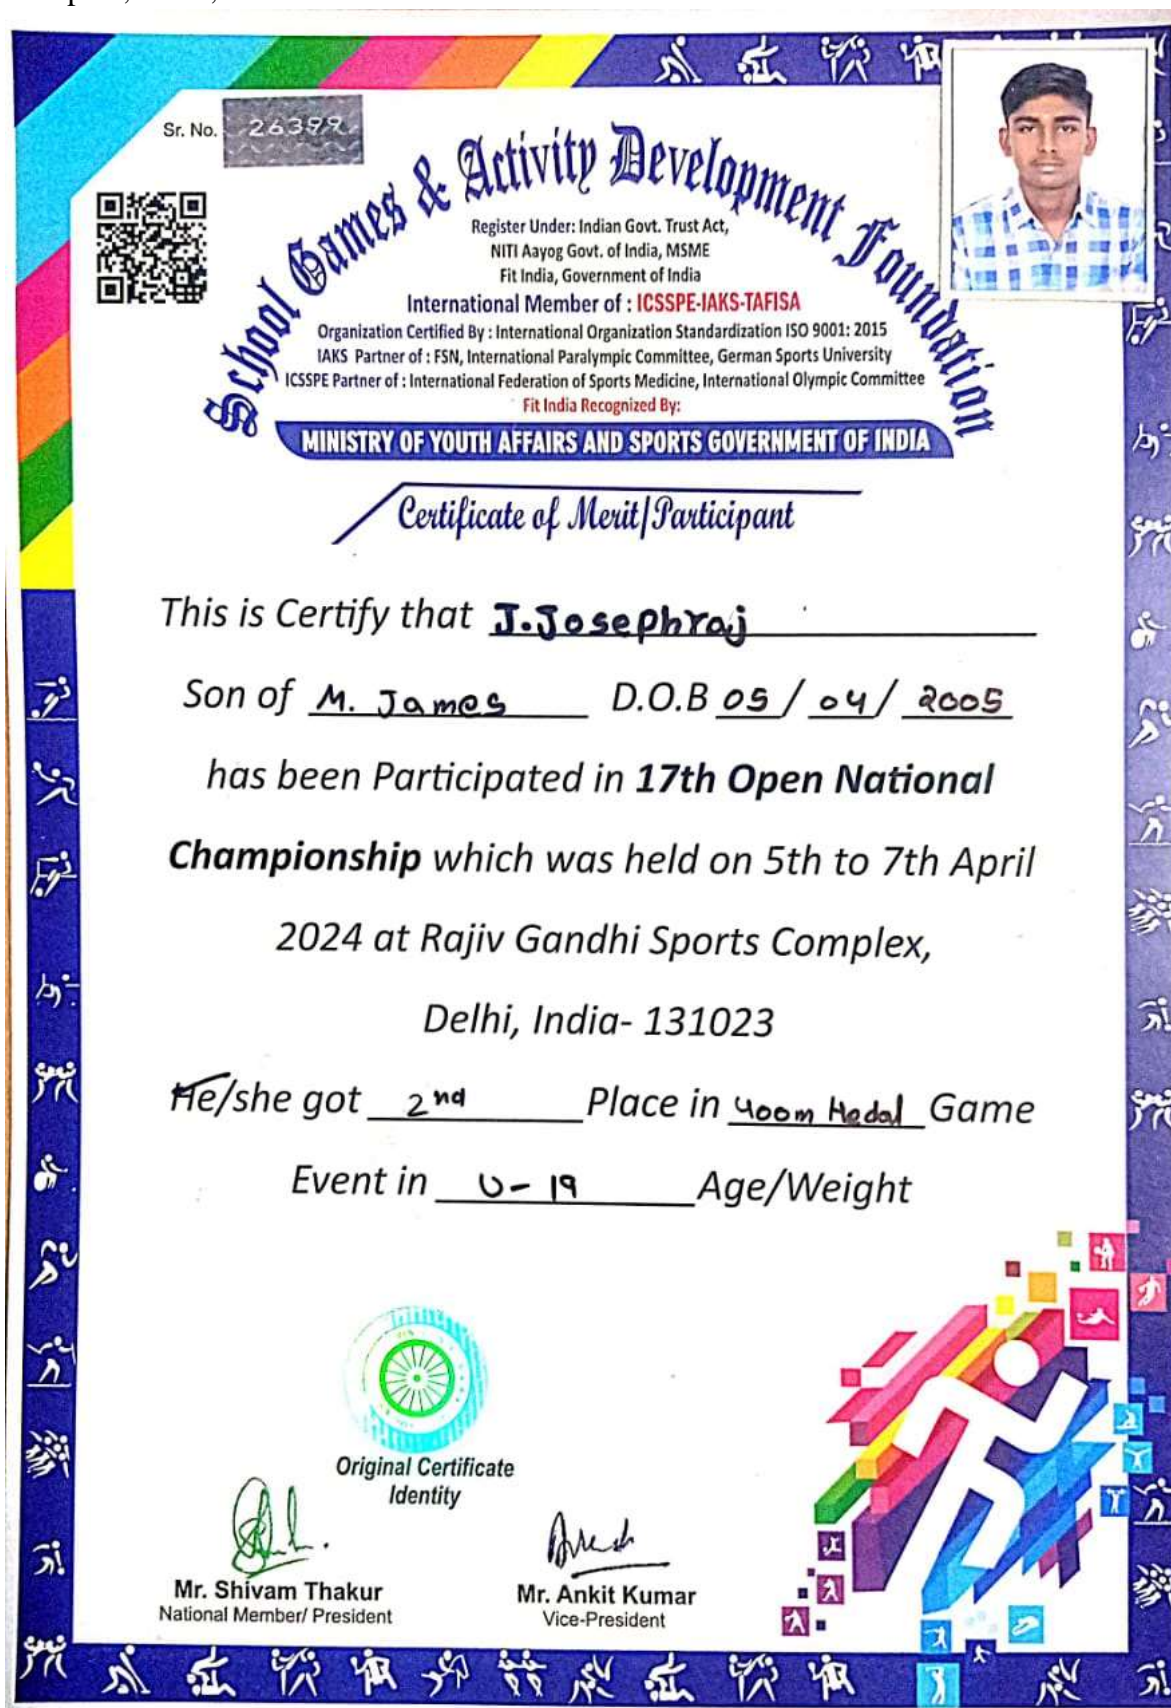 Sr. No. 26399
School Games & Activity Development Foundation
Register Under: Indian Govt. Trust Act,
NITI Aayog Govt. of India, MSME
Fit India, Government of India
International Member of : ICSSPE-IAKS-TAFISA
Organization Certified By : International Organization Standardization ISO 9001: 2015
IAKS Partner of : FSN, International Paralympic Committee, German Sports University
ICSSPE Partner of : International Federation of Sports Medicine, International Olympic Committee
Fit India Recognized By:
MINISTRY OF YOUTH AFFAIRS AND SPORTS GOVERNMENT OF INDIA
Certificate of Merit/Participant
This is Certify that J.Josephraj
Son of M. James D.O.B 05/04/2005
has been Participated in 17th Open National
Championship which was held on 5th to 7th April
2024 at Rajiv Gandhi Sports Complex,
Delhi, India- 131023
He/she got 2nd Place in 400m Medal Game
Event in U-19 Age/Weight
Original Certificate
Identity
Mr. Shivam Thakur
National Member/ President
Mr. Ankit Kumar
Vice-President